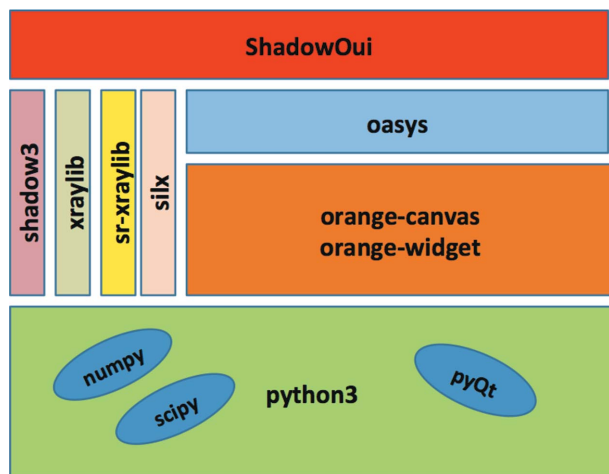 ShadowOui
shadow3
xraylib
sr-xraylib
silx
oasys
orange-canvas
orange-widget
numpy
scipy
python3
pyQt